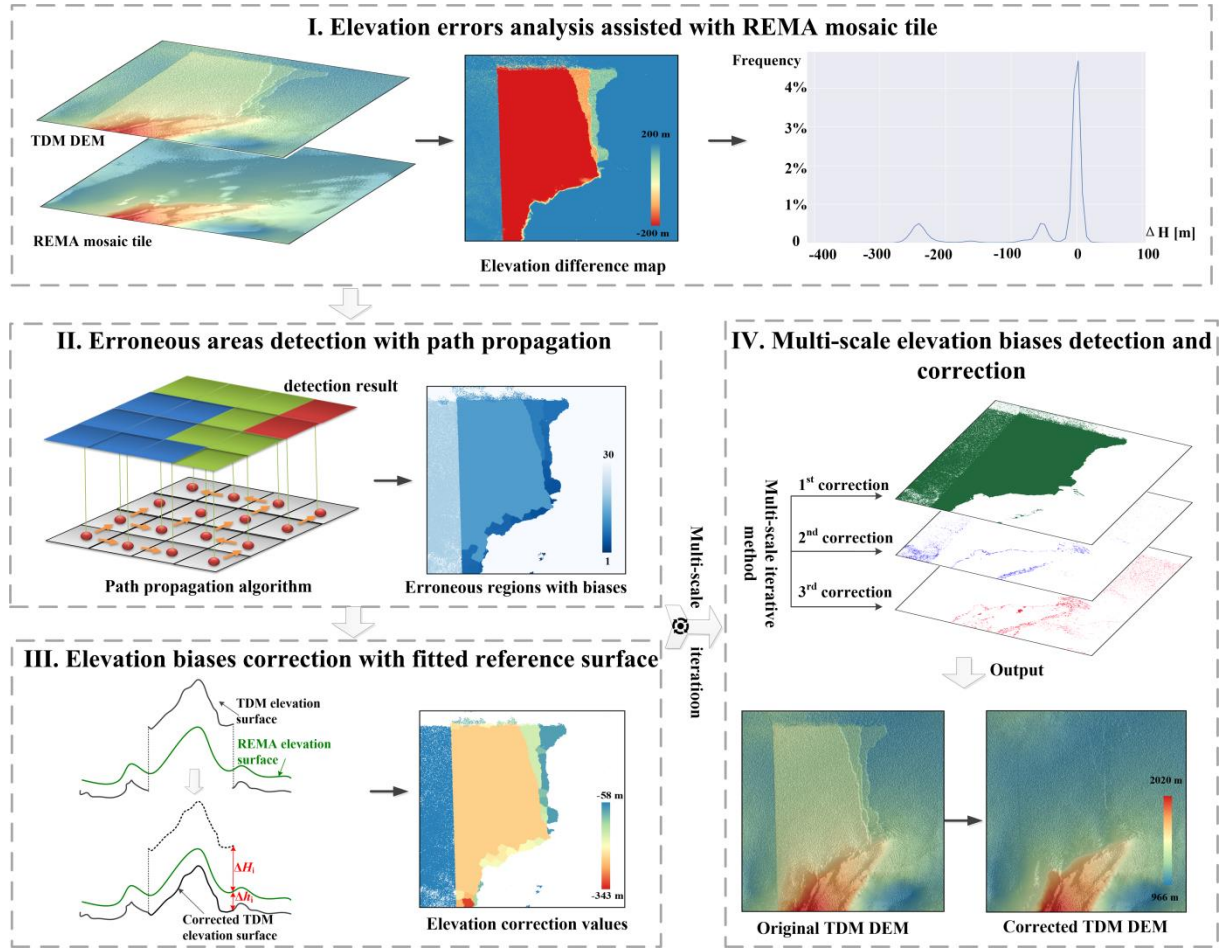 I. Elevation errors analysis assisted with REMA mosaic tile
TDM DEM
REMA mosaic tile
200 m
-200 m
Elevation difference map
Frequency
4%
3%
2%
1%
0
-400
-300
-200
-100
0
100
Δ H [m]
II. Erroneous areas detection with path propagation
detection result
Path propagation algorithm
30
1
Erroneous regions with biases
III. Elevation biases correction with fitted reference surface
TDM elevation
surface
REMA elevation
surface
ΔHi
Δhi
Corrected TDM
elevation surface
-58 m
-343 m
Elevation correction values
Multi-scale
iteratioon
IV. Multi-scale elevation biases detection and
correction
Multi-scale iterative
method
1st correction
2nd correction
3rd correction
Output
Original TDM DEM
2020 m
966 m
Corrected TDM DEM